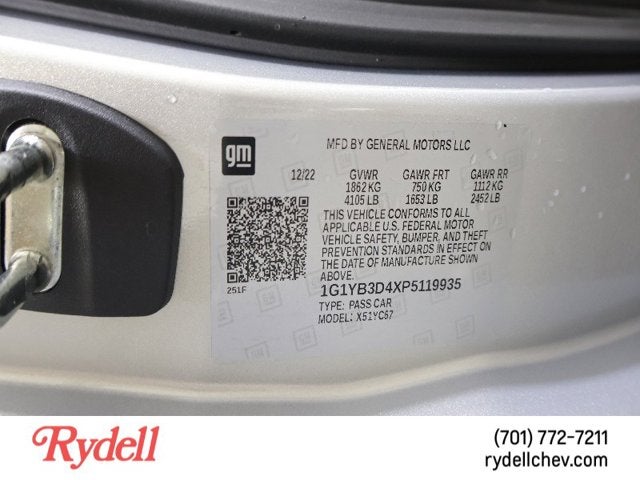 gm
MFD BY GENERAL MOTORS LLC
12/22 GVWR GAWR FRT GAWR RR
1862 KG 750 KG 1112 KG
4105 LB 1653 LB 2452 LB
THIS VEHICLE CONFORMS TO ALL
APPLICABLE U.S. FEDERAL MOTOR
VEHICLE SAFETY, BUMPER, AND THEFT
PREVENTION STANDARDS IN EFFECT ON
THE DATE OF MANUFACTURE SHOWN
ABOVE.
251F
1G1YB3D4XP5119935
TYPE: PASS CAR
MODEL: X51YC67
Rydell
(701) 772-7211
rydellchev.com